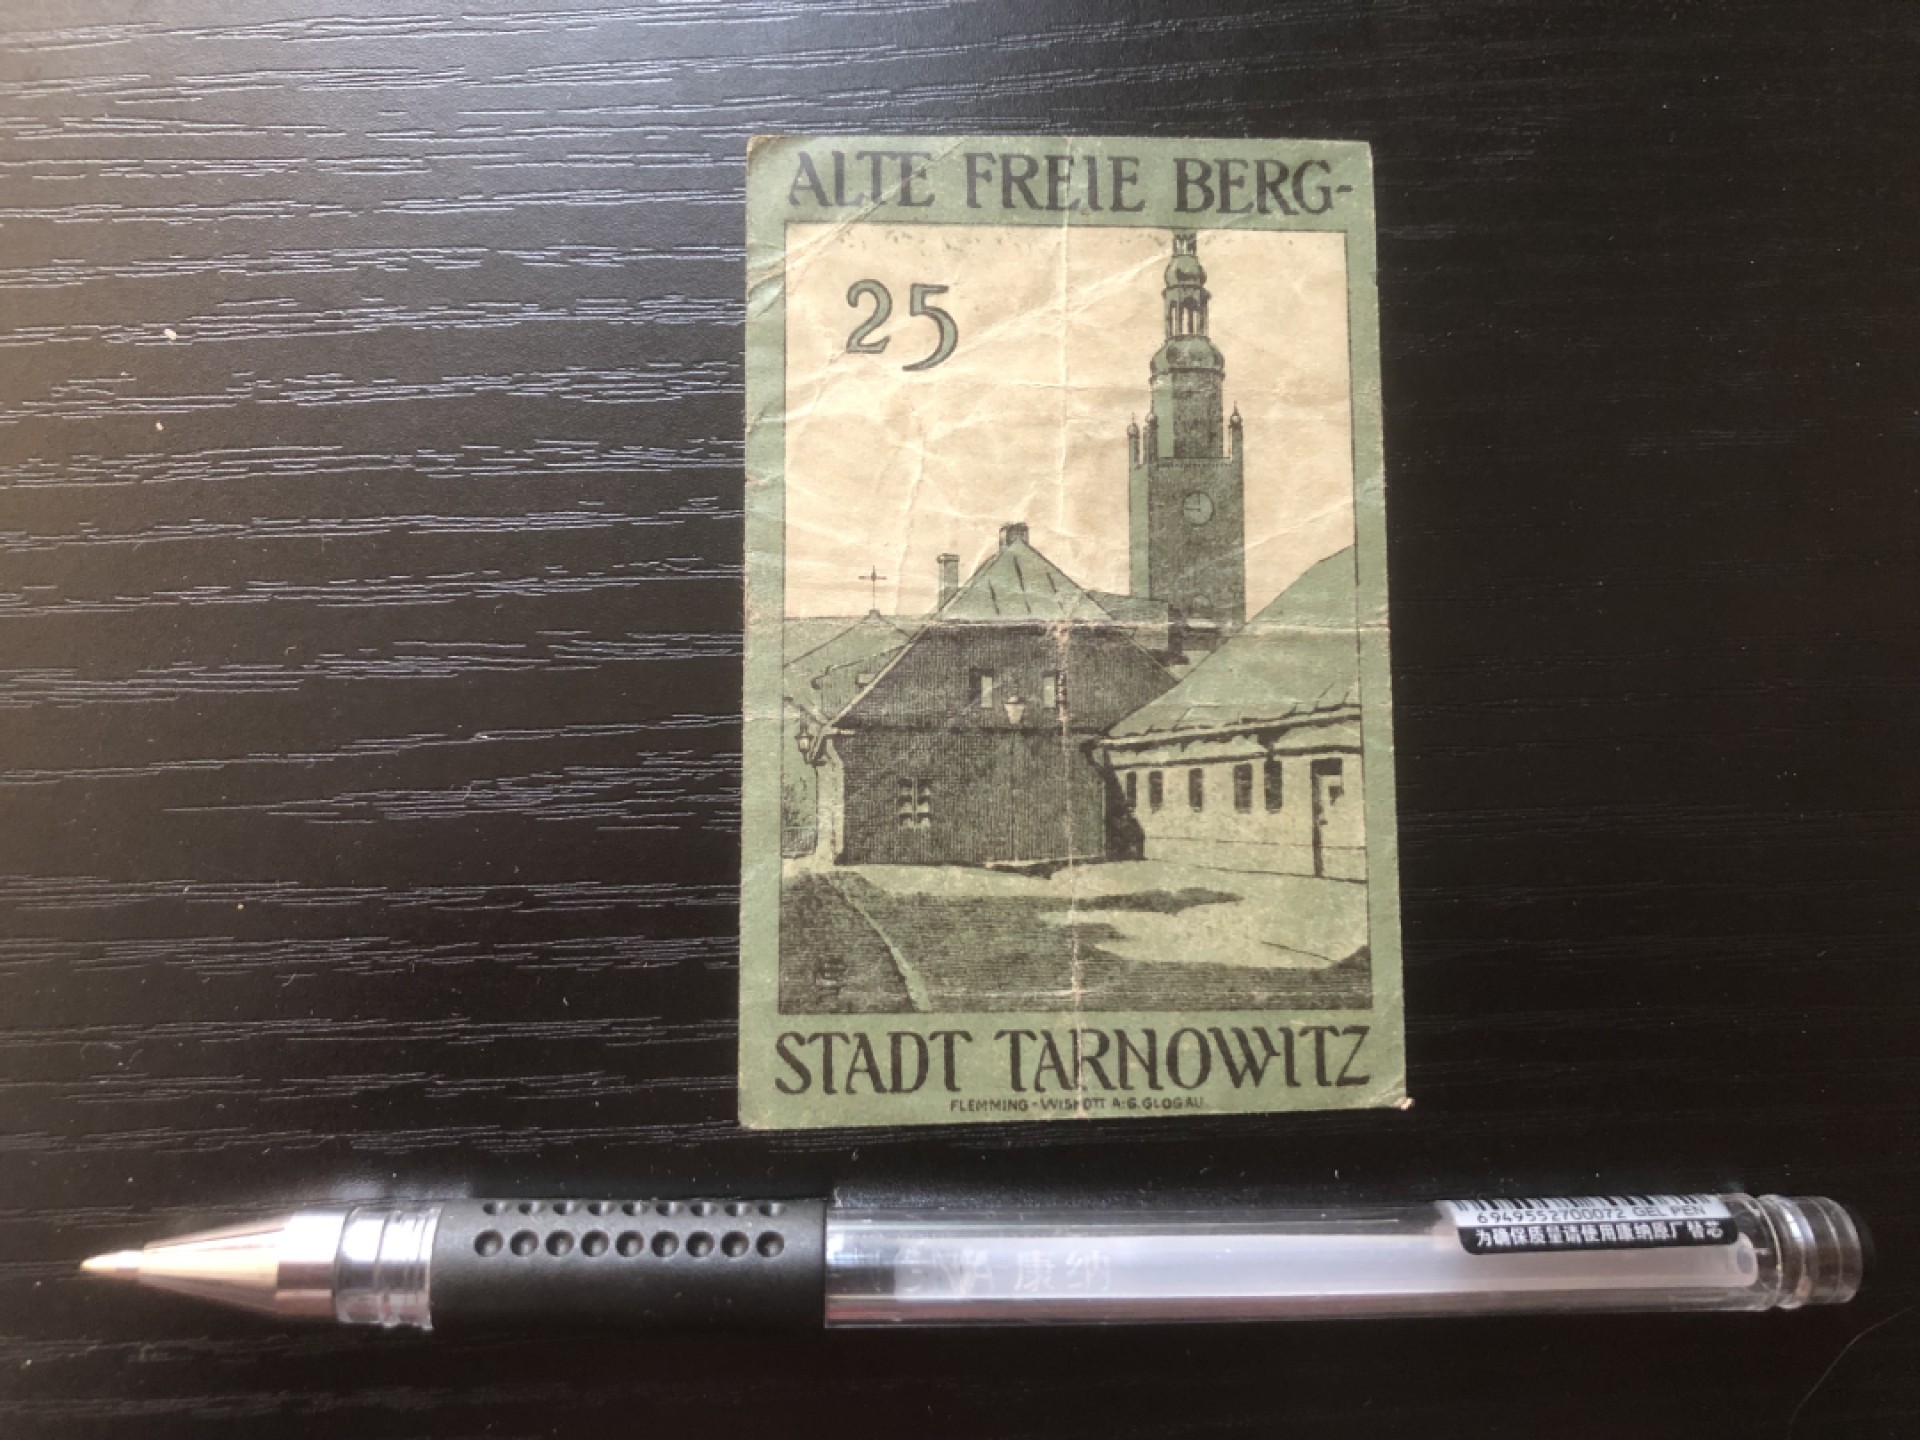 ALTE FREIE BERG-
25
STADT TARNOWITZ
FLEMMING-WISKOTT A.G. GLOGAU.
6949552700072 GEL PEN
为确保质量请使用康纳原厂替芯
康纳